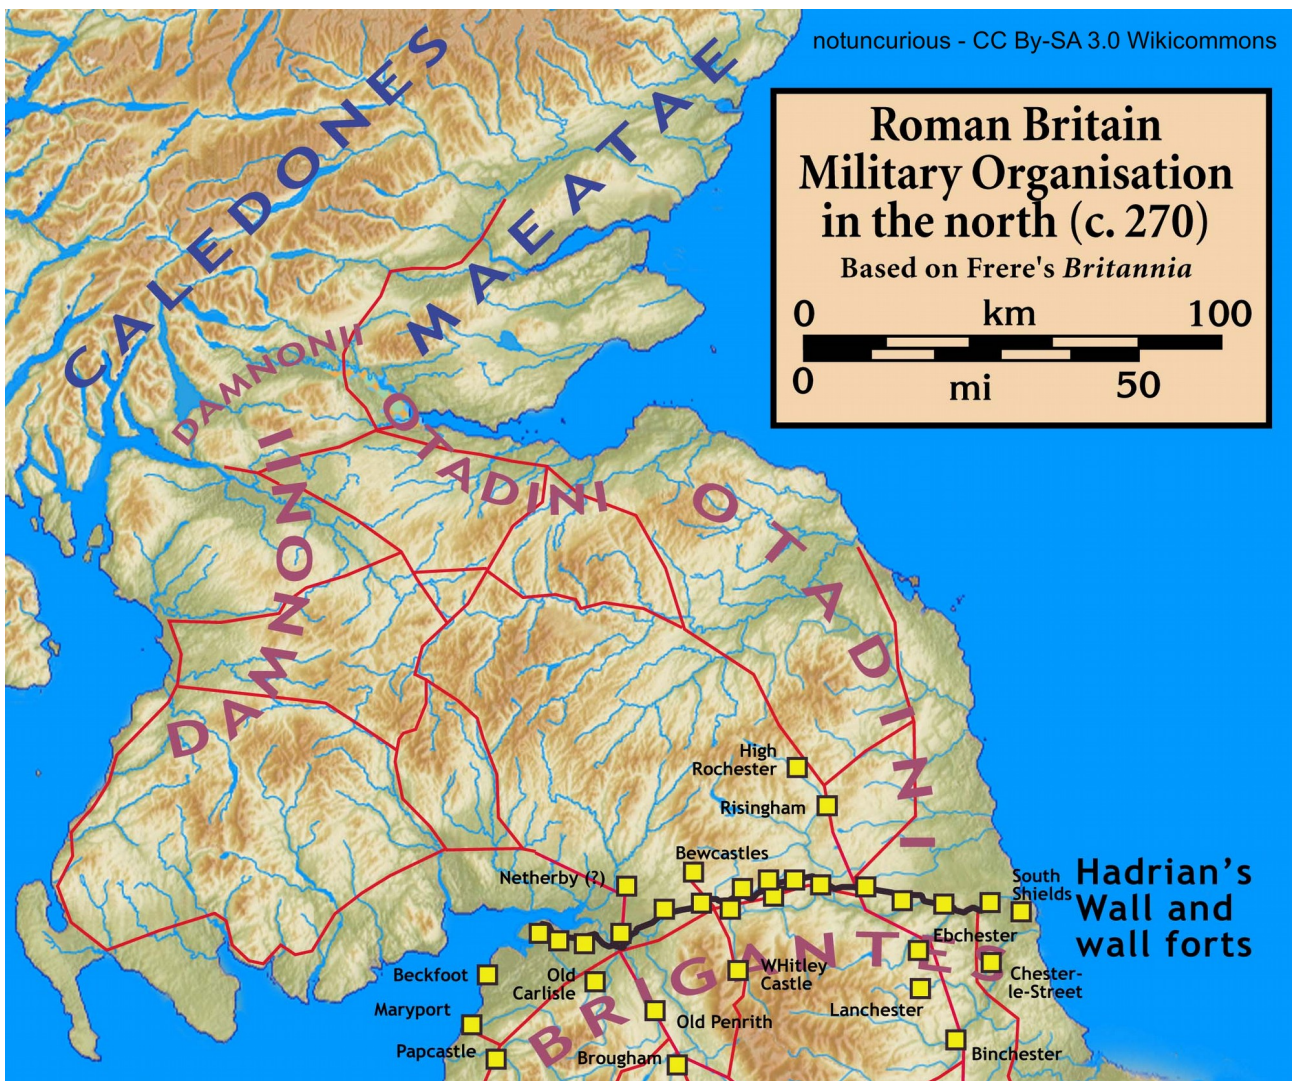 notuncurious - CC By-SA 3.0 Wikicommons
Roman Britain
Military Organisation
in the north (c. 270)
Based on Frere's Britannia
0 km 100
0 mi 50
CALEDONES
MAEATAE
DAMNONII
OTADINI
DAMNONII
OTADINI
High
Rochester
Risingham
Bewcastles
Netherby (?)
South
Shields
Hadrian's
Wall and
wall forts
Ebchester
BRIGANTES
Beckfoot
Old
Carlisle
WHitley
Castle
Chester-
le-Street
Maryport
Old Penrith
Lanchester
Papcastle
Brougham
Binchester